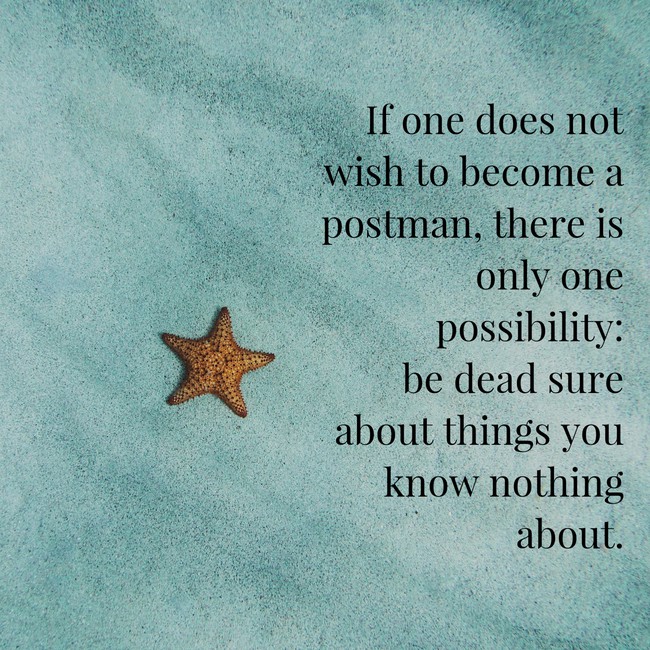 If one does not
wish to become a
postman, there is
only one
possibility:
be dead sure
about things you
know nothing
about.